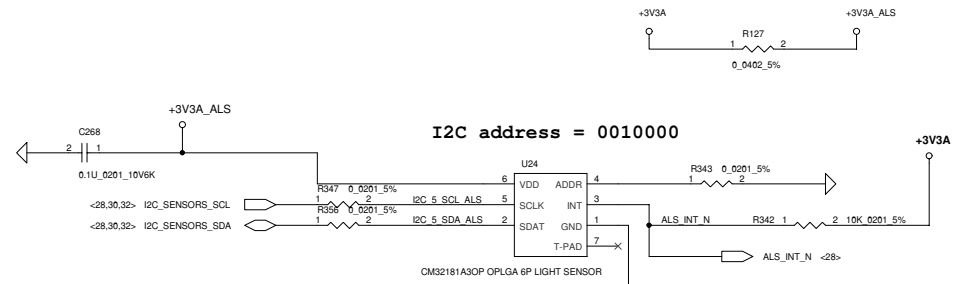 +3V3A +3V3A_ALS
R127
1 2
0_0402_5%
+3V3A_ALS
I2C address = 0010000
C268
2 1
0.1U_0201_10V6K
+3V3A
U24
R343 0_0201_5%
6 VDD ADDR 4 1 2
R347 0_0201_5%
<28,30,32> I2C_SENSORS_SCL 1 2 I2C_5_SCL_ALS 5 SCLK INT 3
R356 0_0201_5%
<28,30,32> I2C_SENSORS_SDA 1 2 I2C_5_SDA_ALS 2 SDAT GND 1 ALS_INT_N R342 1 2 10K_0201_5%
T-PAD 7
ALS_INT_N <28>
CM32181A3OP OPLGA 6P LIGHT SENSOR